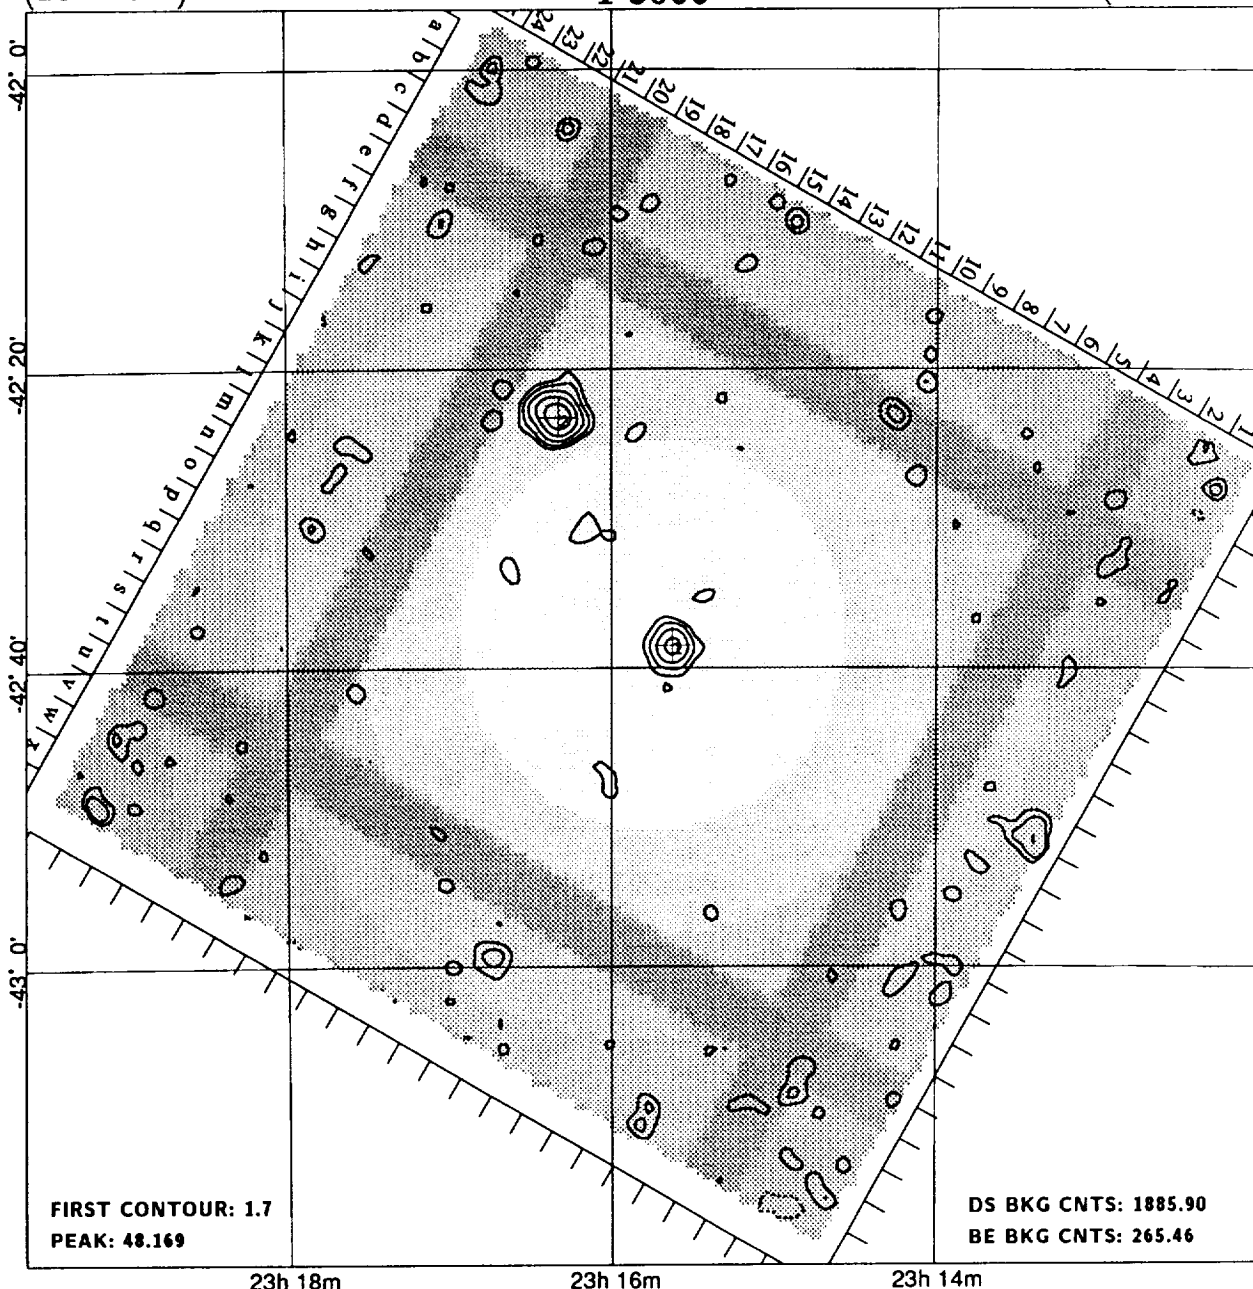 24 23 22 21 20 19 18 17 16 15 14 13 12 11 10 9 8 7 6 5 4 3 2 1
a b c d e f g h i j k l m n o p q r s t u v w x
-42° 0'
-42° 20'
-42° 40'
-43° 0'
FIRST CONTOUR: 1.7
PEAK: 48.169
DS BKG CNTS: 1885.90
BE BKG CNTS: 265.46
23h 18m
23h 16m
23h 14m